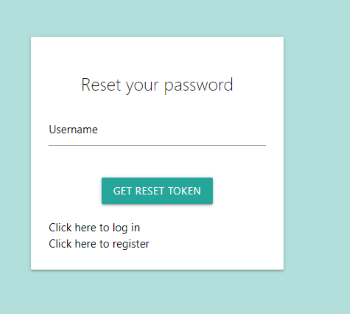 Reset your password
Username
GET RESET TOKEN
Click here to log in
Click here to register